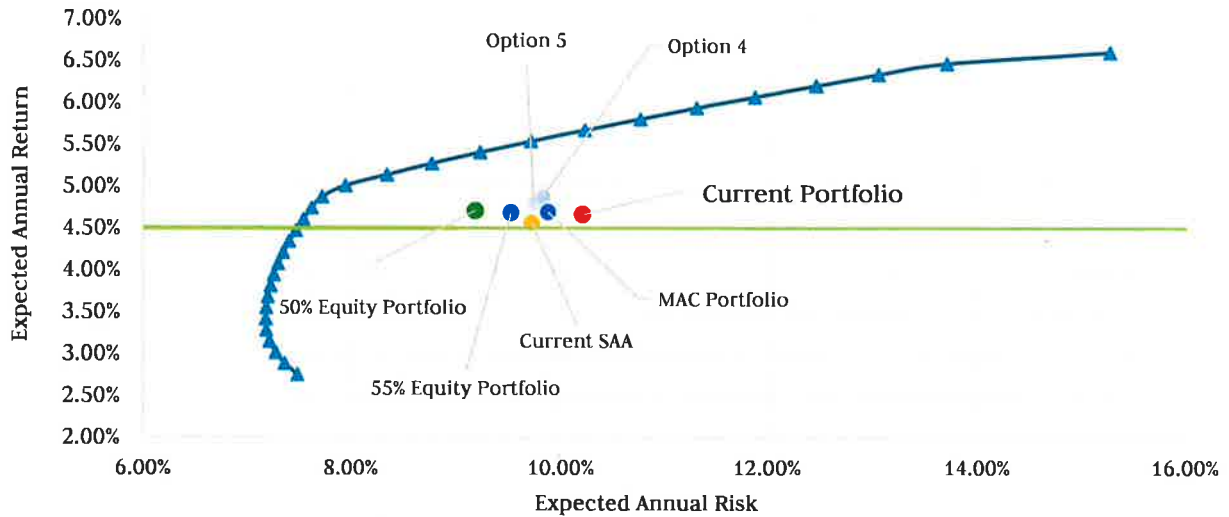 7.00%
6.50%
6.00%
5.50%
5.00%
4.50%
4.00%
3.50%
3.00%
2.50%
2.00%
Expected Annual Return
Option 5
Option 4
Current Portfolio
50% Equity Portfolio
MAC Portfolio
Current SAA
55% Equity Portfolio
6.00%
8.00%
10.00%
12.00%
14.00%
16.00%
Expected Annual Risk